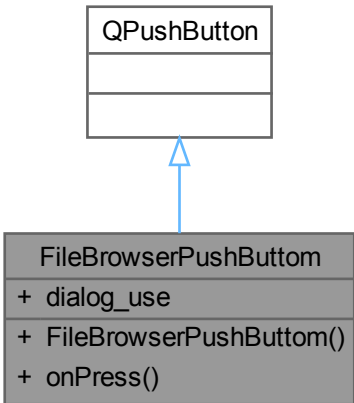 QPushButton
FileBrowserPushButtom
+ dialog_use
+ FileBrowserPushButtom()
+ onPress()